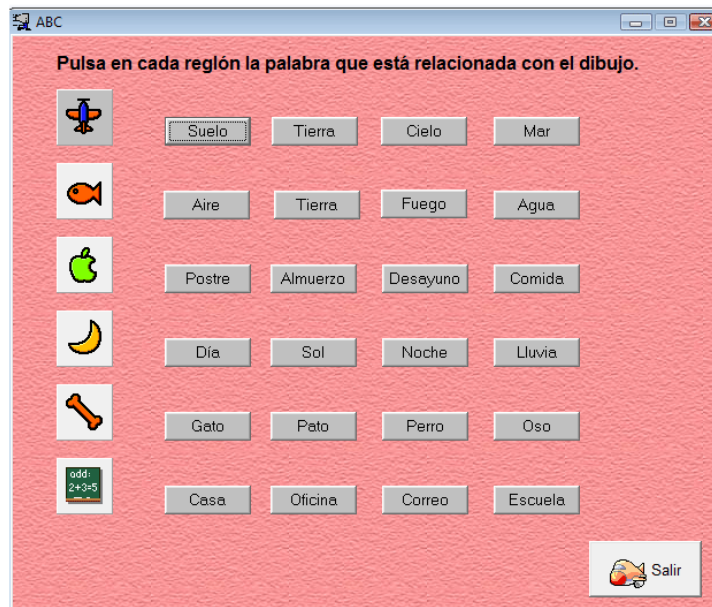 ABC
Pulsa en cada reglón la palabra que está relacionada con el dibujo.
Suelo Tierra Cielo Mar
Aire Tierra Fuego Agua
Postre Almuerzo Desayuno Comida
Día Sol Noche Lluvia
Gato Pato Perro Oso
add:
2+3=5
Casa Oficina Correo Escuela
Salir